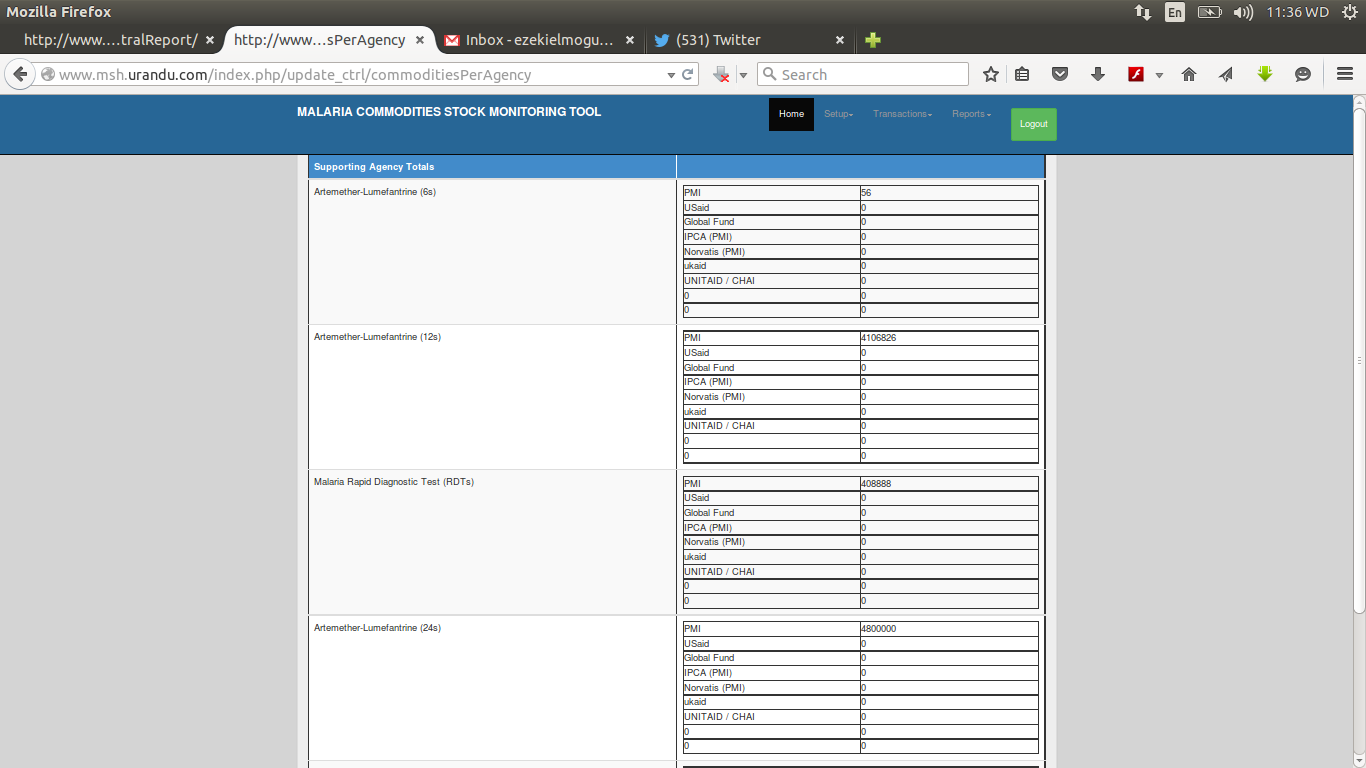 Mozilla Firefox En 11:36 WD
http://www....tralReport/ × http://www...sPerAgency × Inbox - ezekielmogu... × (531) Twitter ×
www.msh.urandu.com/index.php/update_ctrl/commoditiesPerAgency Search
MALARIA COMMODITIES STOCK MONITORING TOOL Home Setup Transactions Reports Logout
Supporting Agency Totals
Artemether-Lumefantrine (6s) PMI 56
USaid 0
Global Fund 0
IPCA (PMI) 0
Norvatis (PMI) 0
ukaid 0
UNITAID / CHAI 0
0 0
0 0
Artemether-Lumefantrine (12s) PMI 4106826
USaid 0
Global Fund 0
IPCA (PMI) 0
Norvatis (PMI) 0
ukaid 0
UNITAID / CHAI 0
0 0
0 0
Malaria Rapid Diagnostic Test (RDTs) PMI 408888
USaid 0
Global Fund 0
IPCA (PMI) 0
Norvatis (PMI) 0
ukaid 0
UNITAID / CHAI 0
0 0
0 0
Artemether-Lumefantrine (24s) PMI 4800000
USaid 0
Global Fund 0
IPCA (PMI) 0
Norvatis (PMI) 0
ukaid 0
UNITAID / CHAI 0
0 0
0 0